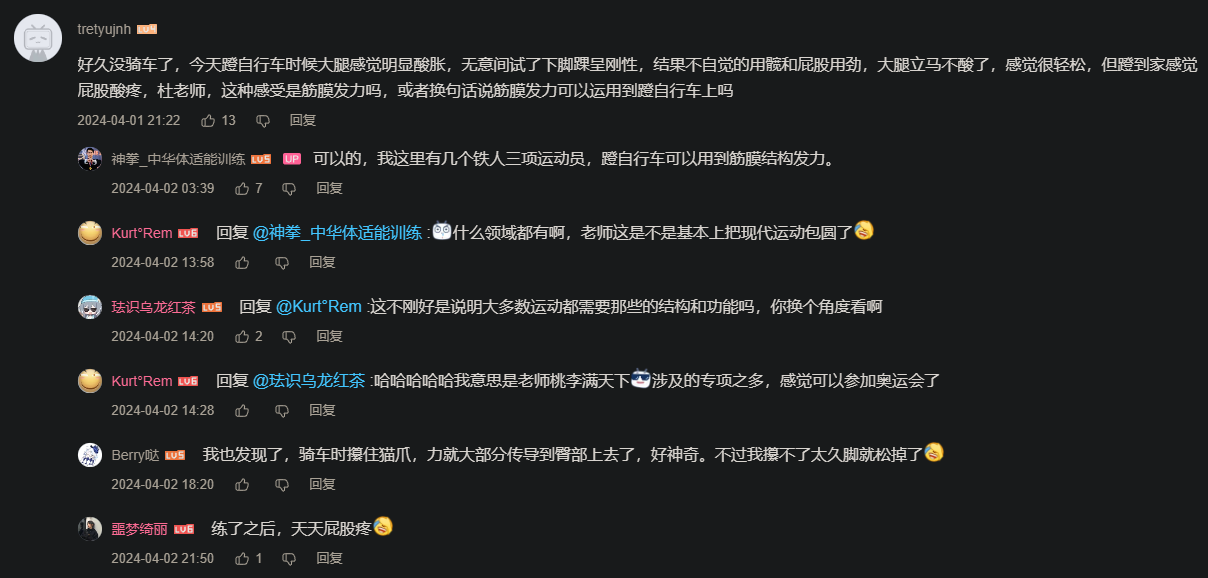 tretyujnh LV5
好久没骑车了，今天蹬自行车时候大腿感觉明显酸胀，无意间试了下脚踝呈刚性，结果不自觉的用髋和屁股用劲，大腿立马不酸了，感觉很轻松，但蹬到家感觉
屁股酸疼，杜老师，这种感受是筋膜发力吗，或者换句话说筋膜发力可以运用到蹬自行车上吗
2024-04-01 21:22 13 回复
神拳_中华体适能训练 LV5 UP 可以的，我这里有几个铁人三项运动员，蹬自行车可以用到筋膜结构发力。
2024-04-02 03:39 7 回复
Kurt°Rem LV6 回复 @神拳_中华体适能训练 :什么领域都有啊，老师这是不是基本上把现代运动包圆了
2024-04-02 13:58 回复
珐识乌龙红茶 LV5 回复 @Kurt°Rem :这不刚好是说明大多数运动都需要那些的结构和功能吗，你换个角度看啊
2024-04-02 14:20 2 回复
Kurt°Rem LV6 回复 @珐识乌龙红茶 :哈哈哈哈哈我意思是老师桃李满天下涉及的专项之多，感觉可以参加奥运会了
2024-04-02 14:28 回复
Berry哒 LV5 我也发现了，骑车时攥住猫爪，力就大部分传导到臀部上去了，好神奇。不过我攥不了太久脚就松掉了
2024-04-02 18:20 回复
噩梦绮丽 LV6 练了之后，天天屁股疼
2024-04-02 21:50 1 回复